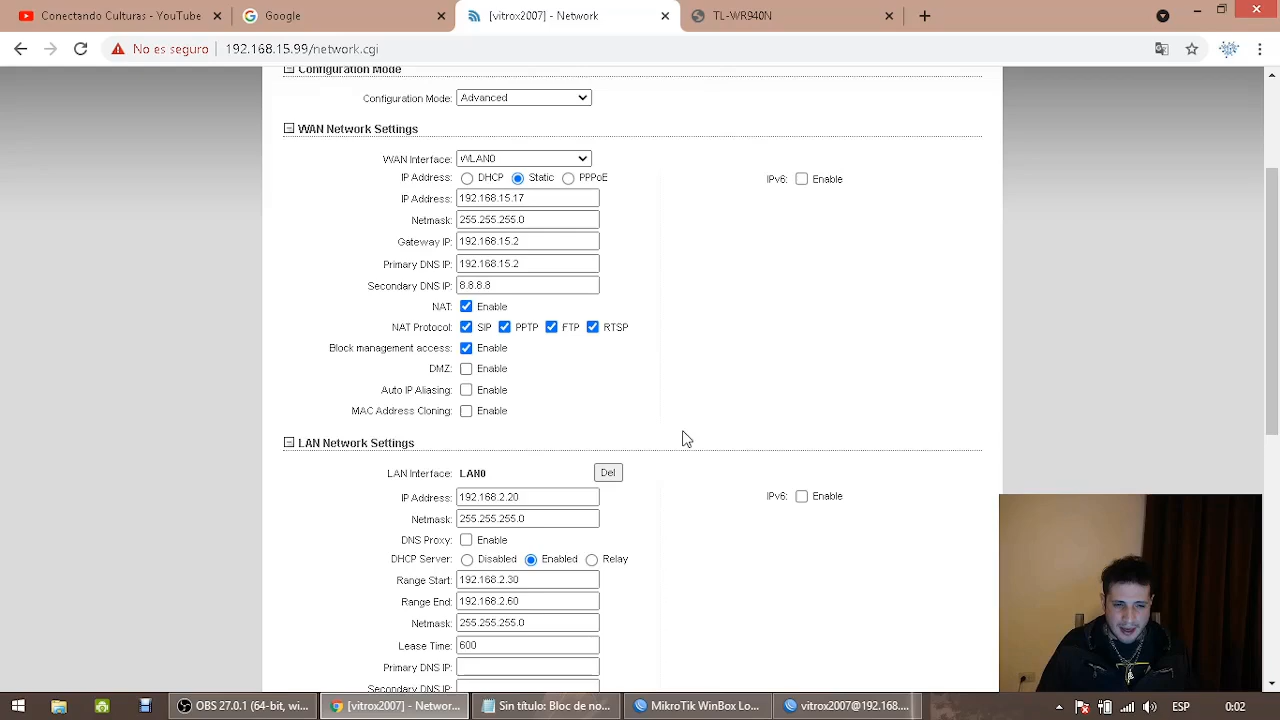 Conectando Culturas - YouTube
Google
[vitrox2007] - Network
TL-WR940N
No es seguro
192.168.15.99/network.cgi
Configuration Mode
Configuration Mode: Advanced
WAN Network Settings
WAN Interface: WLAN0
IP Address: DHCP Static PPPoE
IPv6: Enable
IP Address: 192.168.15.17
Netmask: 255.255.255.0
Gateway IP: 192.168.15.2
Primary DNS IP: 192.168.15.2
Secondary DNS IP: 8.8.8.8
NAT: Enable
NAT Protocol: SIP PPTP FTP RTSP
Block management access: Enable
DMZ: Enable
Auto IP Aliasing: Enable
MAC Address Cloning: Enable
LAN Network Settings
LAN Interface: LAN0 Del
IP Address: 192.168.2.20
IPv6: Enable
Netmask: 255.255.255.0
DNS Proxy: Enable
DHCP Server: Disabled Enabled Relay
Range Start: 192.168.2.30
Range End: 192.168.2.60
Netmask: 255.255.255.0
Lease Time: 600
Primary DNS IP:
Secondary DNS IP:
OBS 27.0.1 (64-bit, wi...
[vitrox2007] - Networ...
Sin título: Bloc de no...
MikroTik WinBox Lo...
vitrox2007@192.168....
ESP
0:02